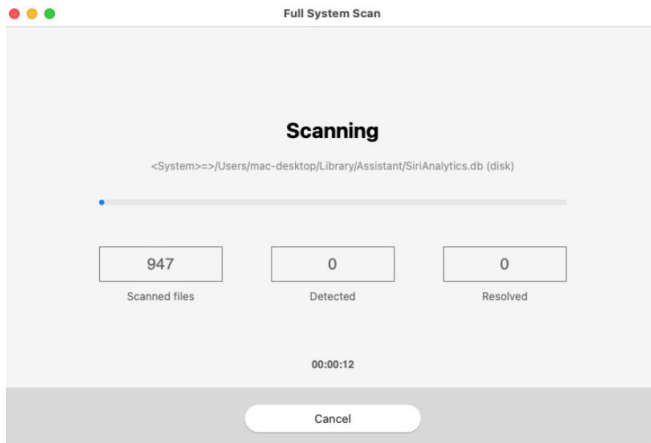 Full System Scan
Scanning
<System>=>/Users/mac-desktop/Library/Assistant/SiriAnalytics.db (disk)
947
0
0
Scanned files
Detected
Resolved
00:00:12
Cancel